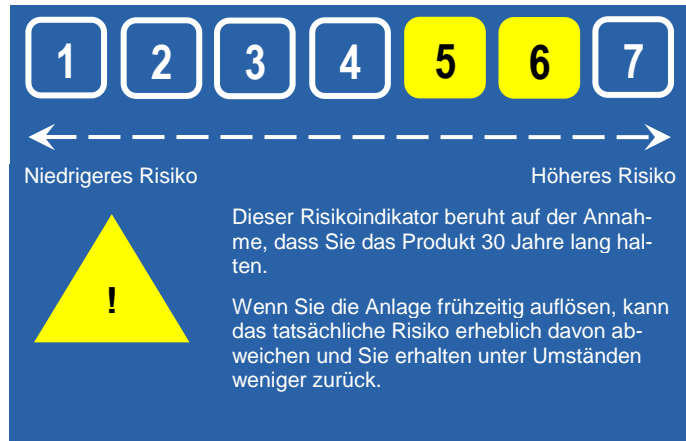 1 2 3 4 5 6 7
Niedrigeres Risiko Höheres Risiko
Dieser Risikoindikator beruht auf der Annah-
me, dass Sie das Produkt 30 Jahre lang hal-
ten.
!
Wenn Sie die Anlage frühzeitig auflösen, kann
das tatsächliche Risiko erheblich davon ab-
weichen und Sie erhalten unter Umständen
weniger zurück.